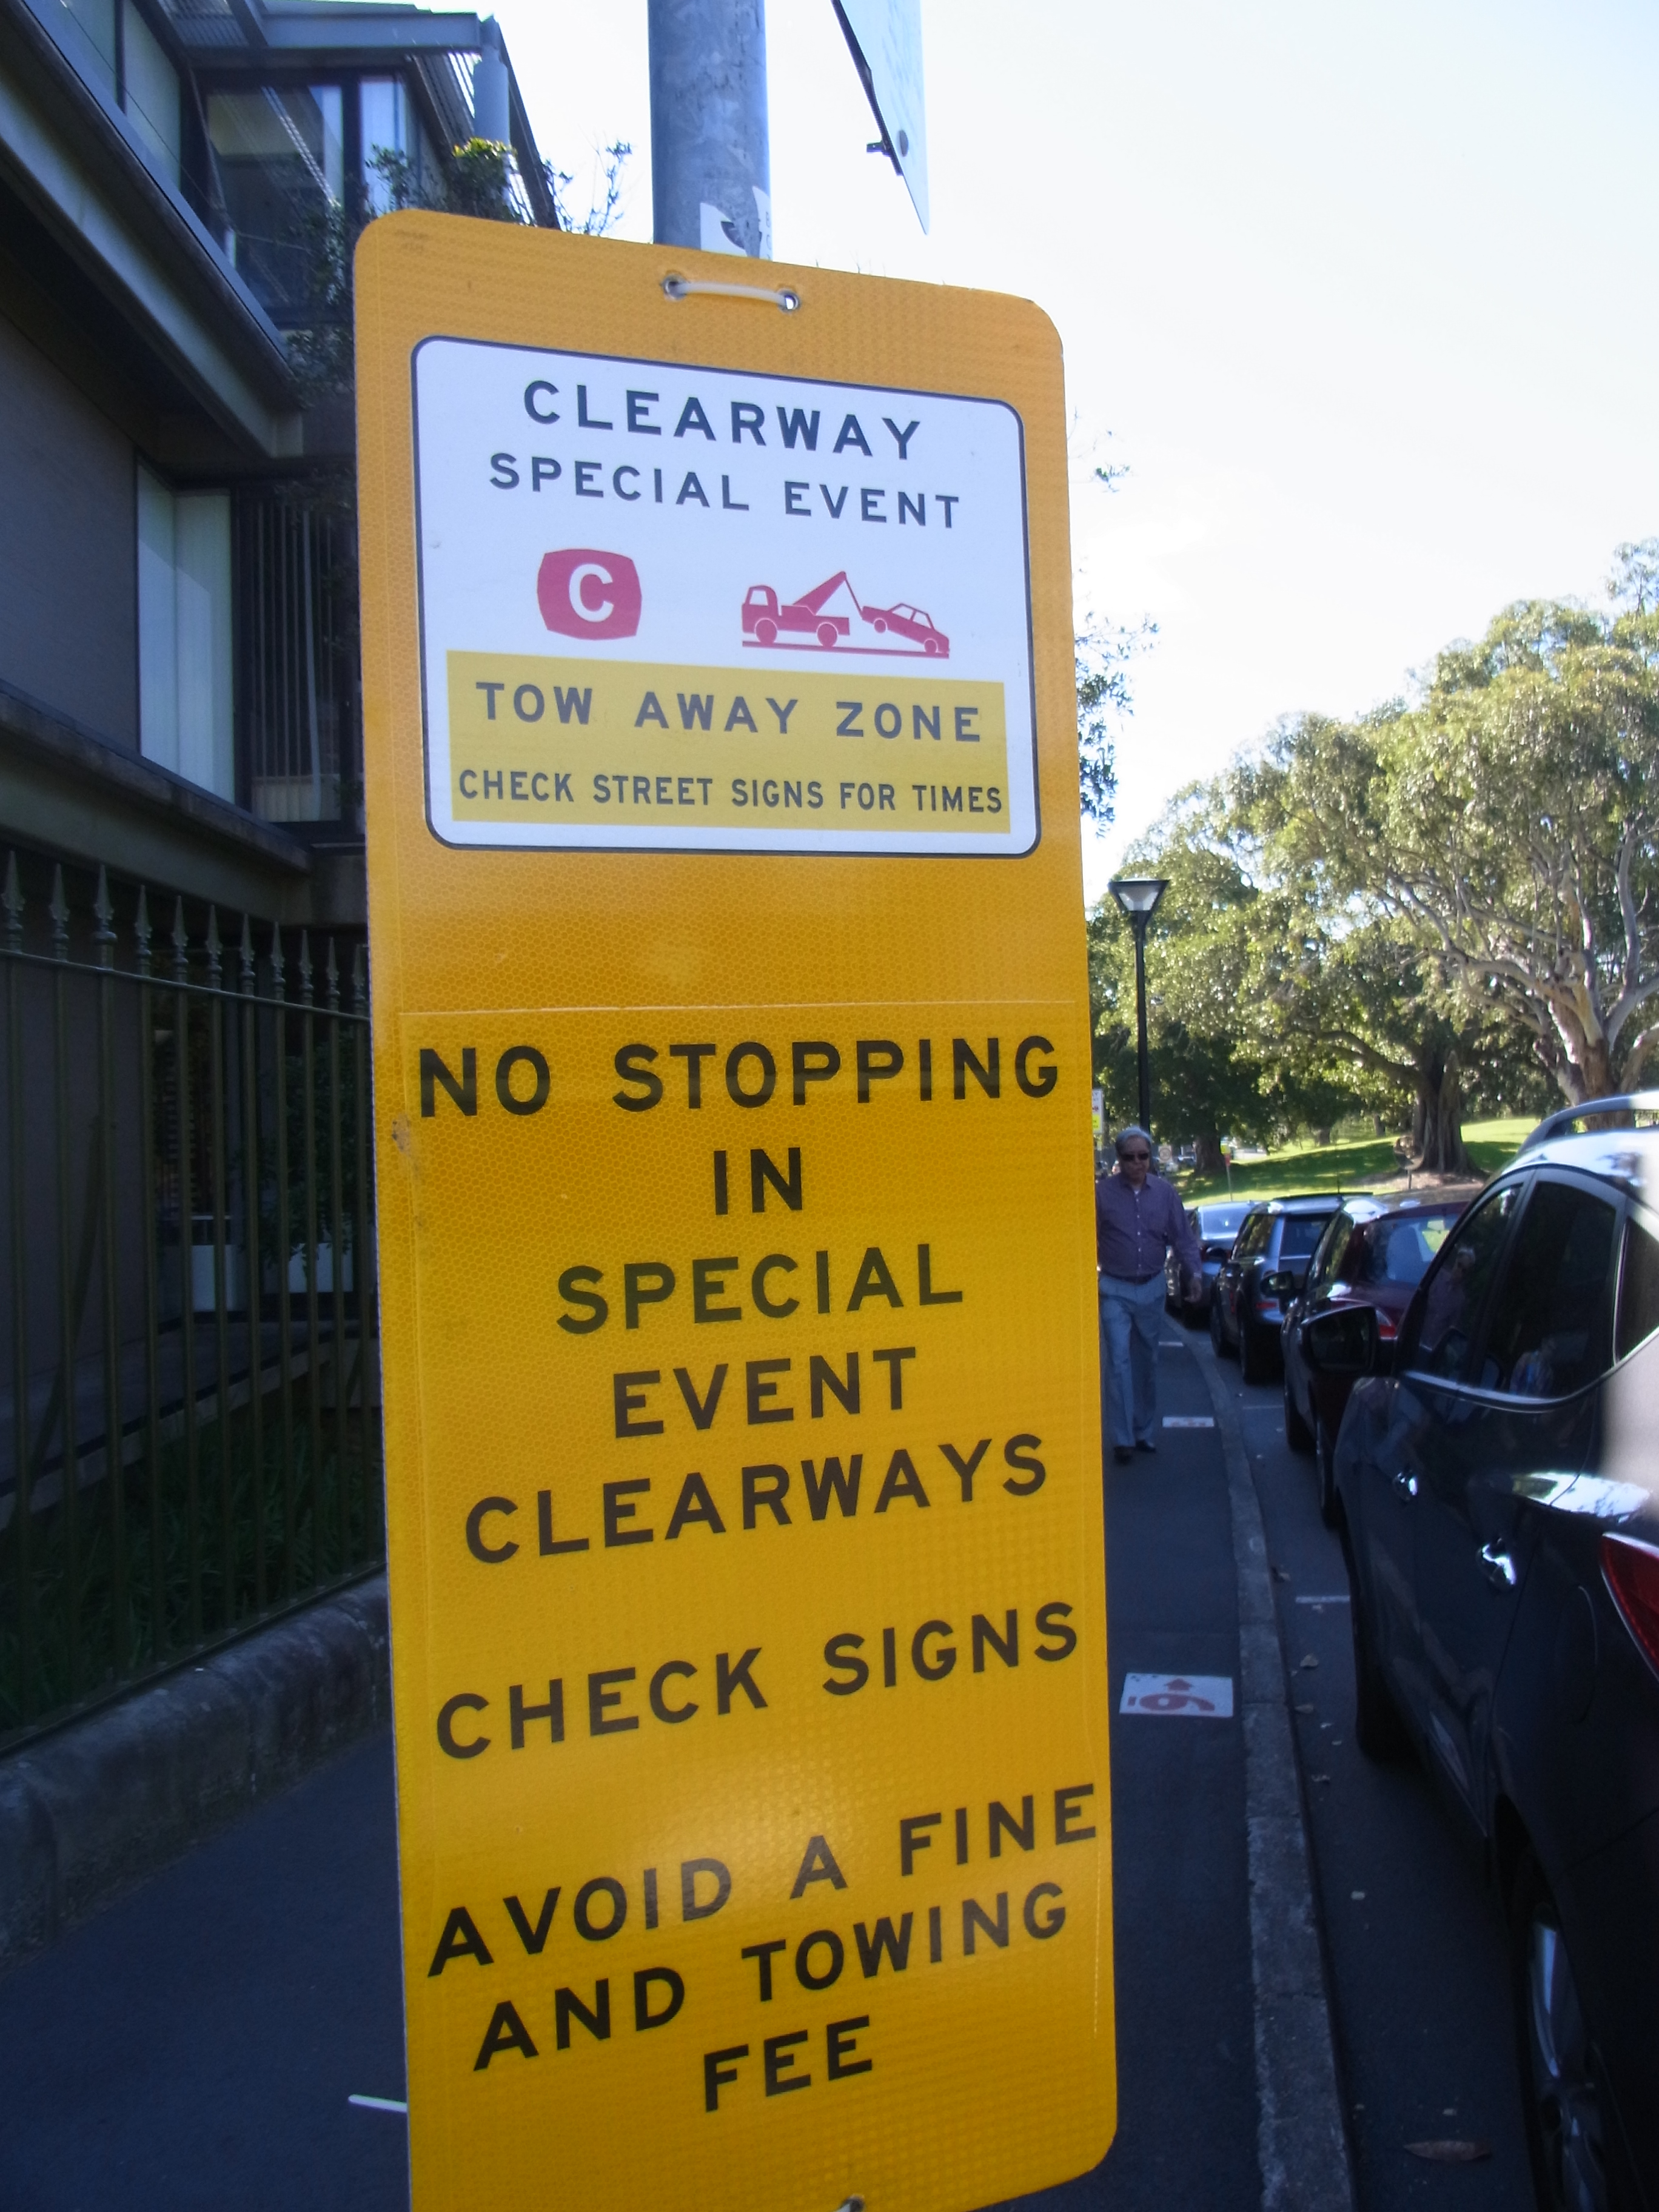 CLEARWAY
SPECIAL EVENT
C
TOW AWAY ZONE
CHECK STREET SIGNS FOR TIMES
NO STOPPING
IN
SPECIAL
EVENT
CLEARWAYS
CHECK SIGNS
AVOID A FINE
AND TOWING
FEE